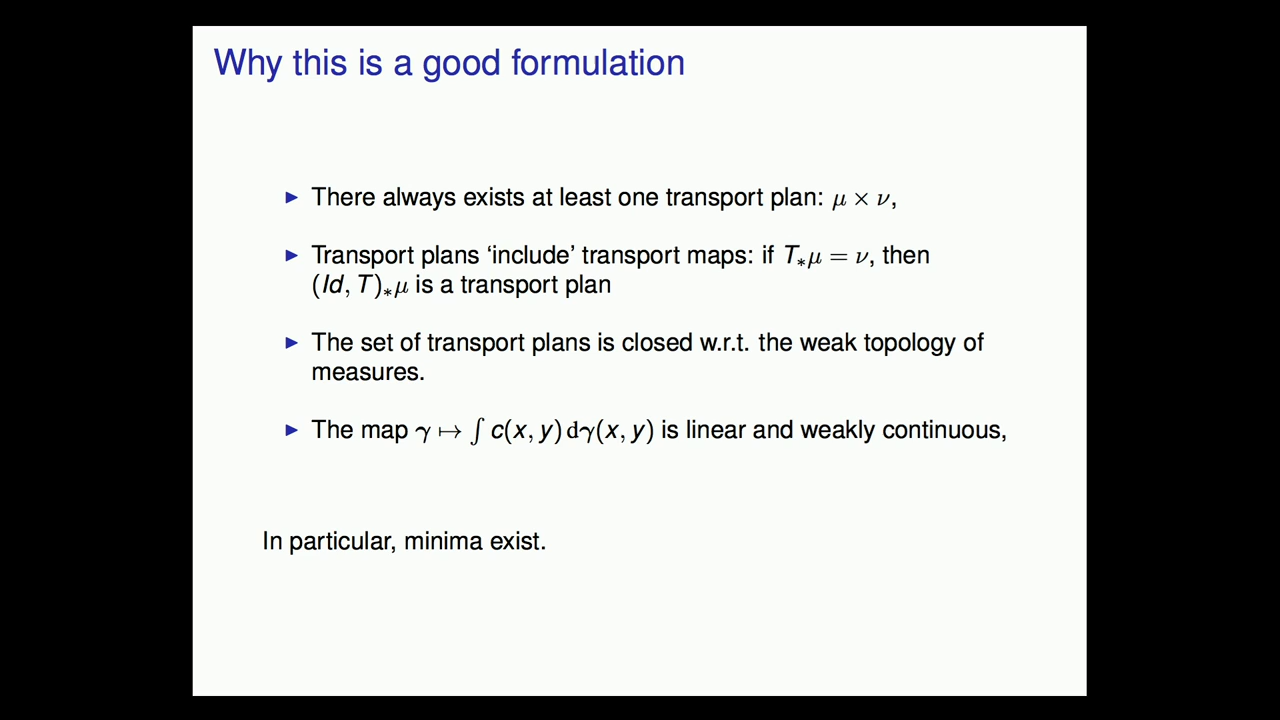 Why this is a good formulation
▶ There always exists at least one transport plan: μ × ν,
▶ Transport plans ‘include’ transport maps: if T∗μ = ν, then
(Id, T)∗μ is a transport plan
▶ The set of transport plans is closed w.r.t. the weak topology of
measures.
▶ The map γ ↦ ∫ c(x, y) dγ(x, y) is linear and weakly continuous,
In particular, minima exist.